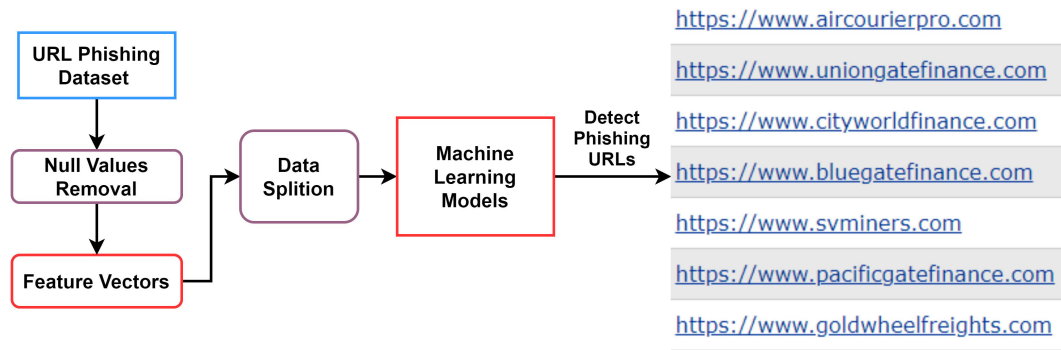 URL Phishing
Dataset
Null Values
Removal
Feature Vectors
Data
Splition
Machine
Learning
Models
Detect
Phishing
URLs
https://www.aircourierpro.com
https://www.uniongatefinance.com
https://www.cityworldfinance.com
https://www.bluegatefinance.com
https://www.svminers.com
https://www.pacificgatefinance.com
https://www.goldwheelfreights.com